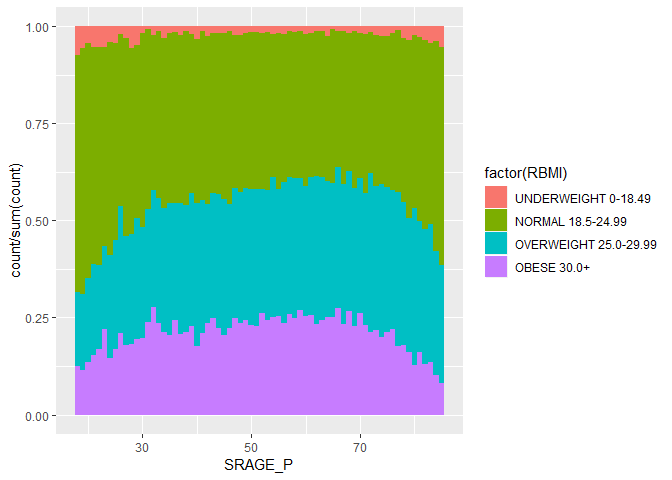 1.00
0.75
0.50
0.25
0.00
count/sum(count)
30
50
70
SRAGE_P
factor(RBMI)
UNDERWEIGHT 0-18.49
NORMAL 18.5-24.99
OVERWEIGHT 25.0-29.99
OBESE 30.0+